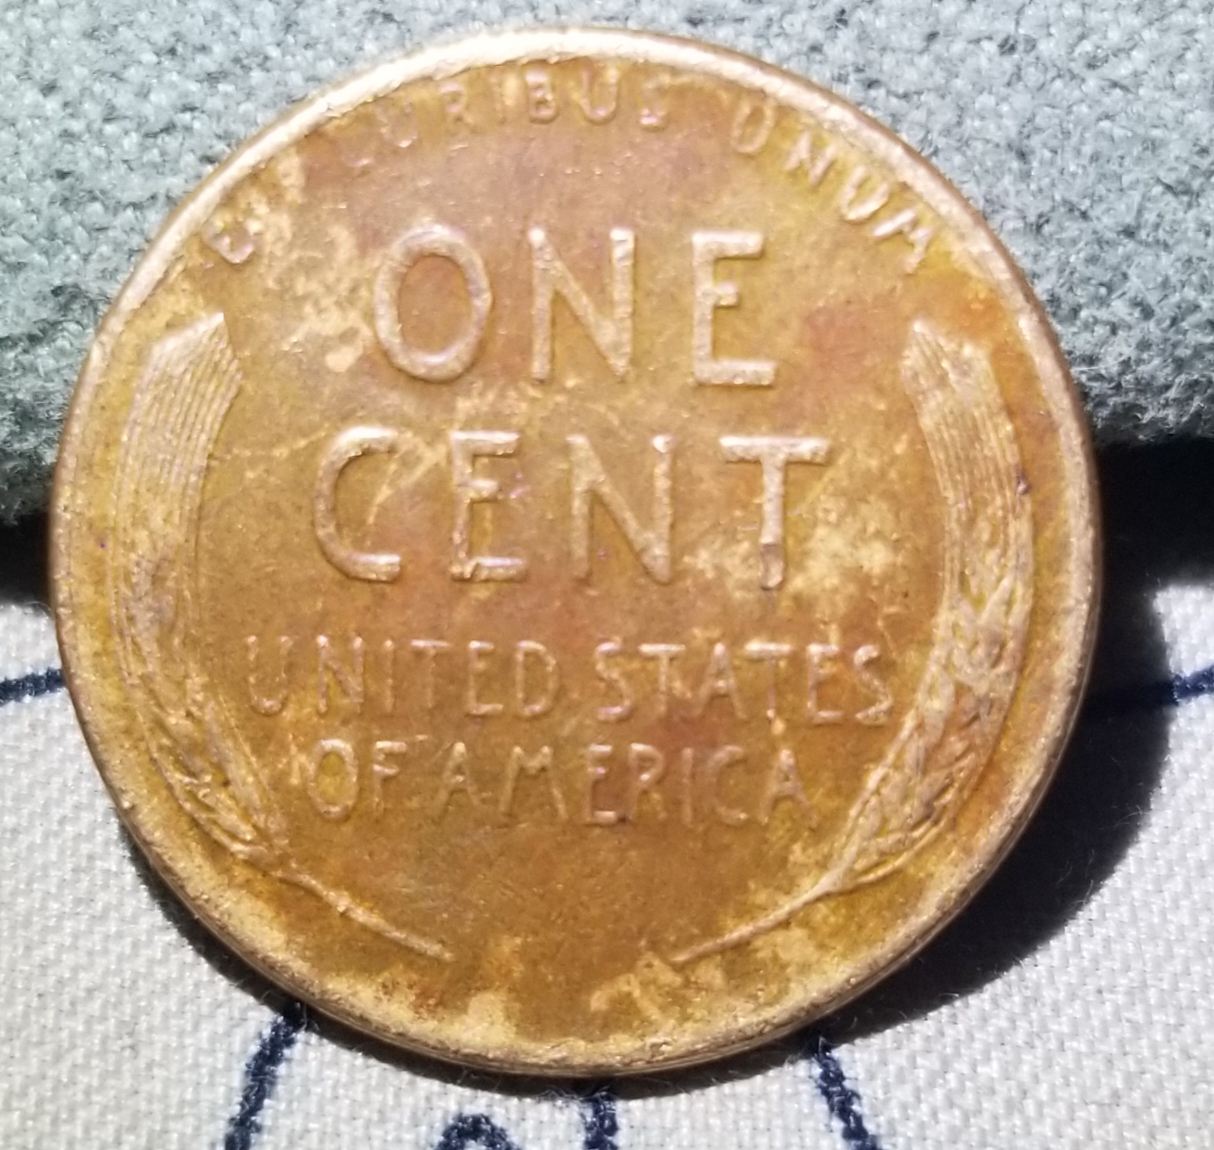 E PLURIBUS UNUM
ONE
CENT
UNITED STATES
OF AMERICA